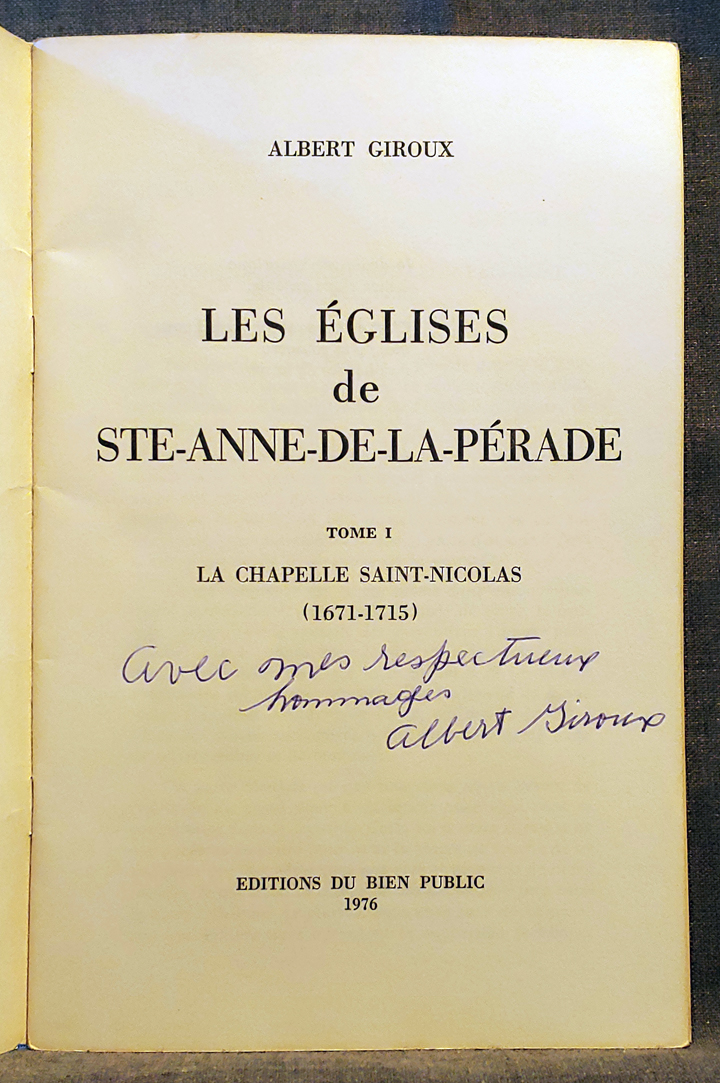 ALBERT GIROUX
LES ÉGLISES
de
STE-ANNE-DE-LA-PÉRADE
TOME I
LA CHAPELLE SAINT-NICOLAS
(1671-1715)
Avec mes respectueux
hommages
Albert Giroux
EDITIONS DU BIEN PUBLIC
1976